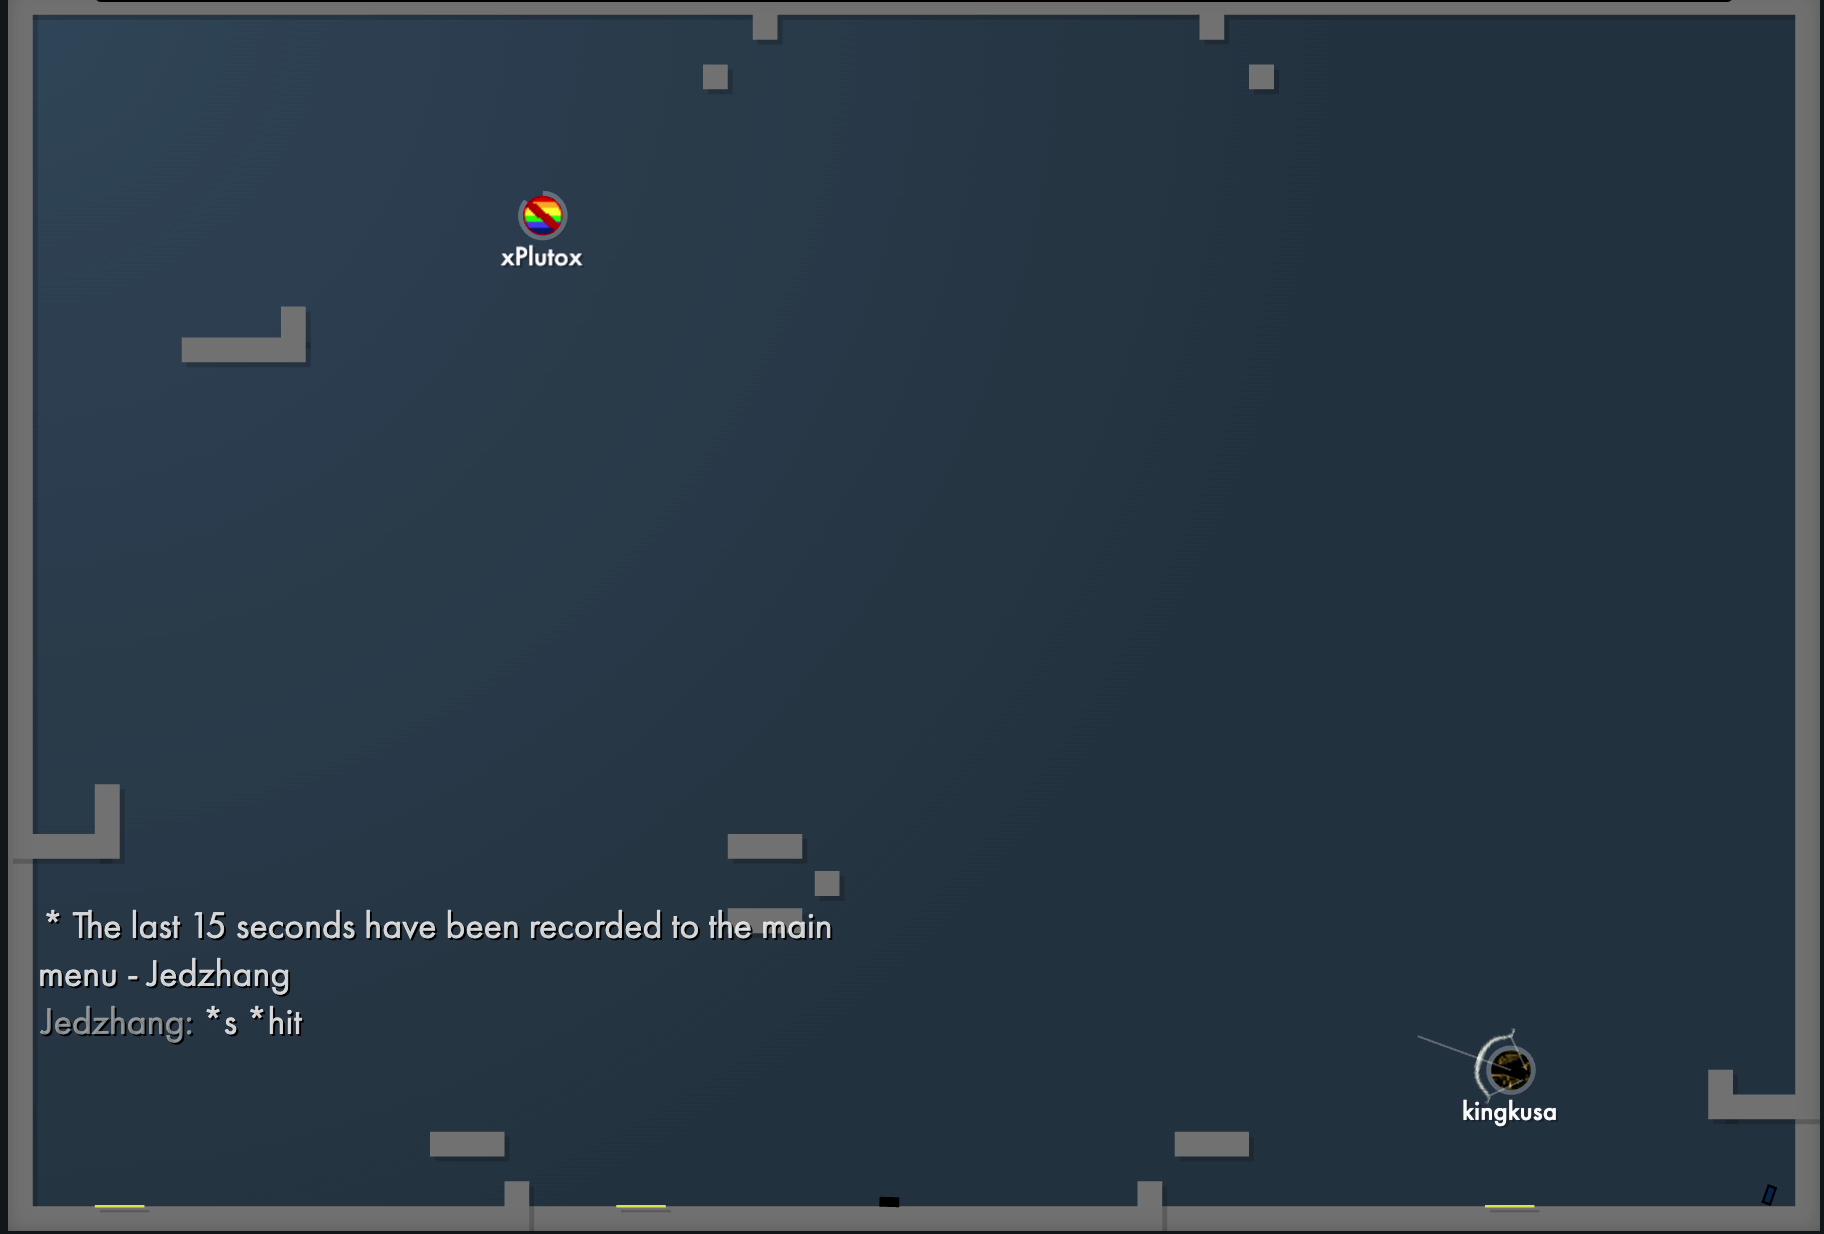 xPlutox
* The last 15 seconds have been recorded to the main
menu - Jedzhang
Jedzhang: *s *hit
kingkusa